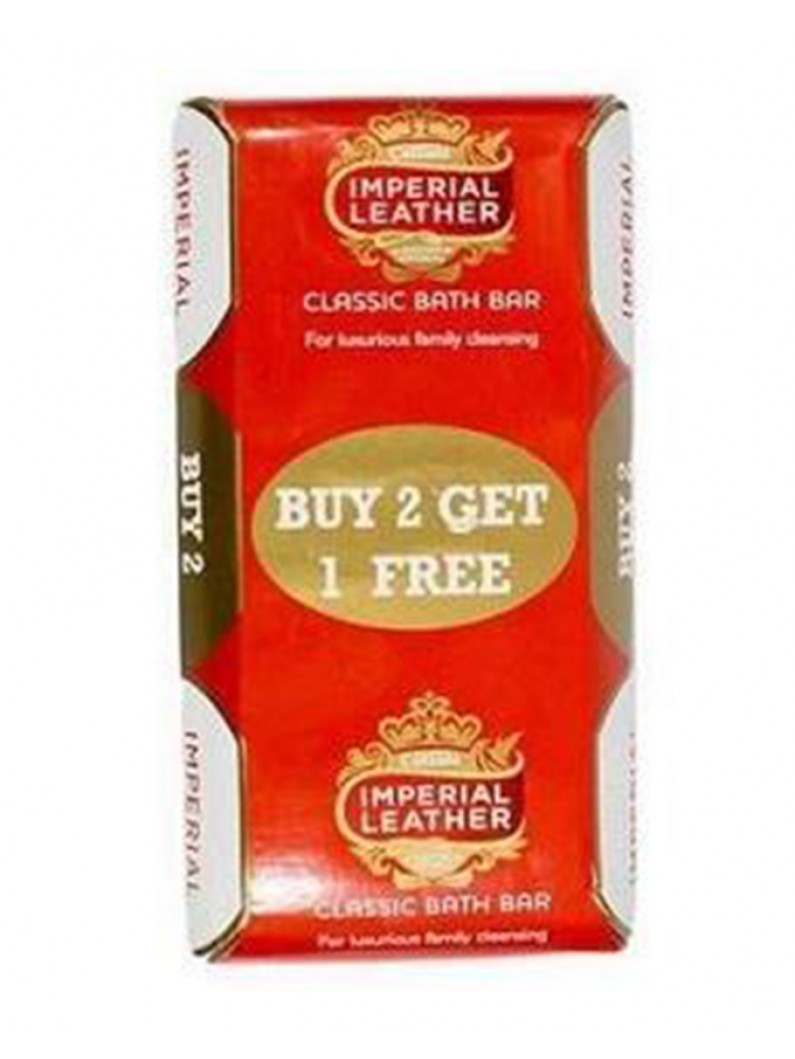 IMPERIAL
LEATHER
CLASSIC BATH BAR
For luxurious family cleansing
IMPERIAL
IMPERIAL
BUY 2 GET
1 FREE
BUY 2
BUY 2
IMPERIAL
LEATHER
CLASSIC BATH BAR
For luxurious family cleansing
IMPERIAL